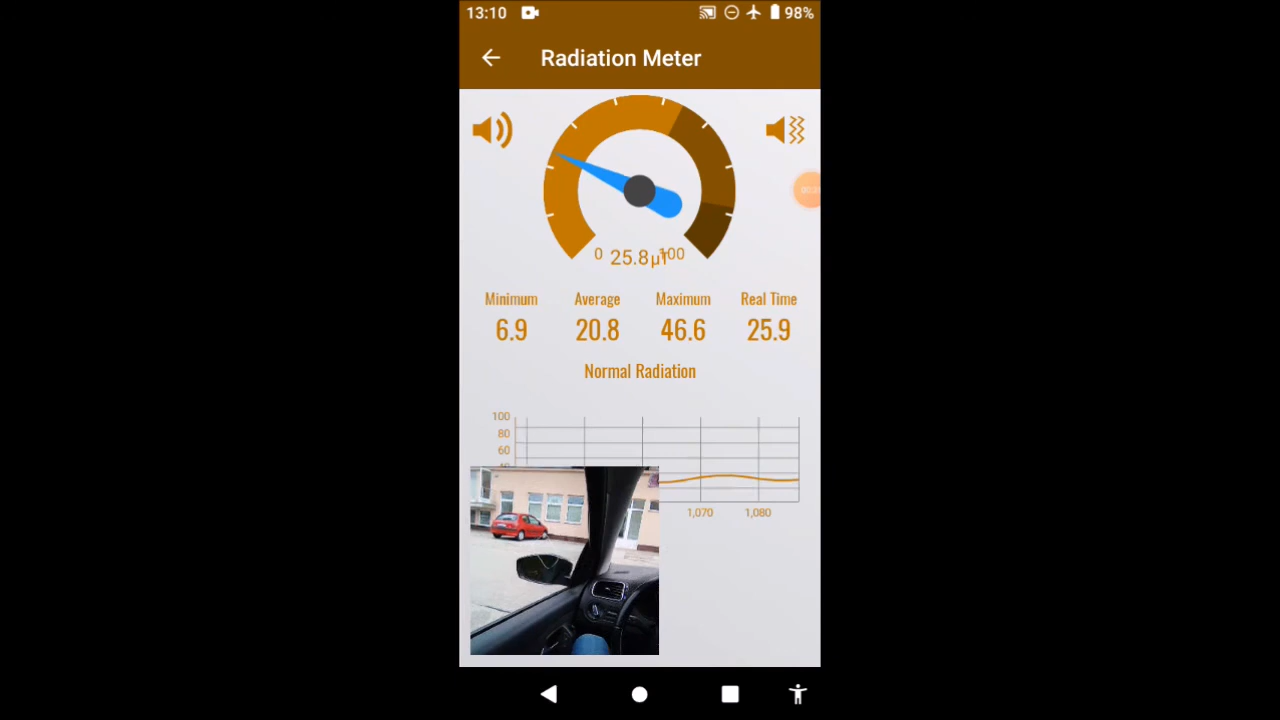 13:10 98%
Radiation Meter
0 25.8µT 100
Minimum Average Maximum Real Time
6.9 20.8 46.6 25.9
Normal Radiation
100
80
60
1,070 1,080